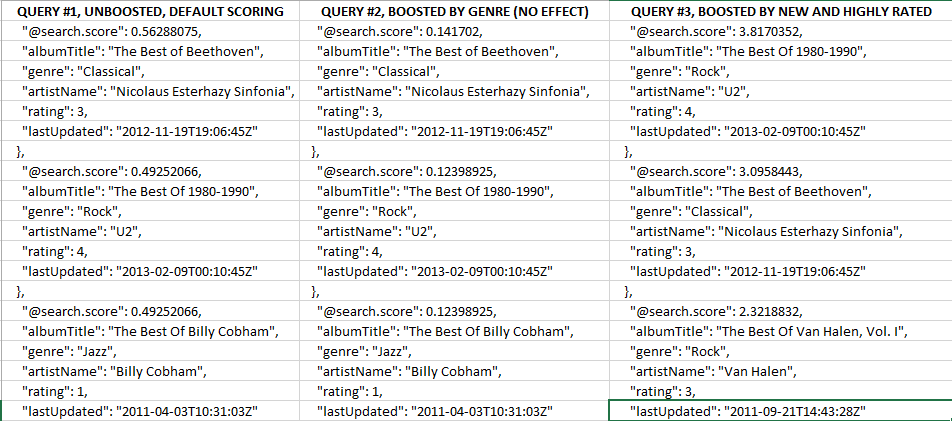 QUERY #1, UNBOOSTED, DEFAULT SCORING
"@search.score": 0.56288075,
"albumTitle": "The Best of Beethoven",
"genre": "Classical",
"artistName": "Nicolaus Esterhazy Sinfonia",
"rating": 3,
"lastUpdated": "2012-11-19T19:06:45Z"
},
"@search.score": 0.49252066,
"albumTitle": "The Best Of 1980-1990",
"genre": "Rock",
"artistName": "U2",
"rating": 4,
"lastUpdated": "2013-02-09T00:10:45Z"
},
"@search.score": 0.49252066,
"albumTitle": "The Best Of Billy Cobham",
"genre": "Jazz",
"artistName": "Billy Cobham",
"rating": 1,
"lastUpdated": "2011-04-03T10:31:03Z"
QUERY #2, BOOSTED BY GENRE (NO EFFECT)
"@search.score": 0.141702,
"albumTitle": "The Best of Beethoven",
"genre": "Classical",
"artistName": "Nicolaus Esterhazy Sinfonia",
"rating": 3,
"lastUpdated": "2012-11-19T19:06:45Z"
},
"@search.score": 0.12398925,
"albumTitle": "The Best Of 1980-1990",
"genre": "Rock",
"artistName": "U2",
"rating": 4,
"lastUpdated": "2013-02-09T00:10:45Z"
},
"@search.score": 0.12398925,
"albumTitle": "The Best Of Billy Cobham",
"genre": "Jazz",
"artistName": "Billy Cobham",
"rating": 1,
"lastUpdated": "2011-04-03T10:31:03Z"
QUERY #3, BOOSTED BY NEW AND HIGHLY RATED
"@search.score": 3.8170352,
"albumTitle": "The Best Of 1980-1990",
"genre": "Rock",
"artistName": "U2",
"rating": 4,
"lastUpdated": "2013-02-09T00:10:45Z"
},
"@search.score": 3.0958443,
"albumTitle": "The Best of Beethoven",
"genre": "Classical",
"artistName": "Nicolaus Esterhazy Sinfonia",
"rating": 3,
"lastUpdated": "2012-11-19T19:06:45Z"
},
"@search.score": 2.3218832,
"albumTitle": "The Best Of Van Halen, Vol. I",
"genre": "Rock",
"artistName": "Van Halen",
"rating": 3,
"lastUpdated": "2011-09-21T14:43:28Z"